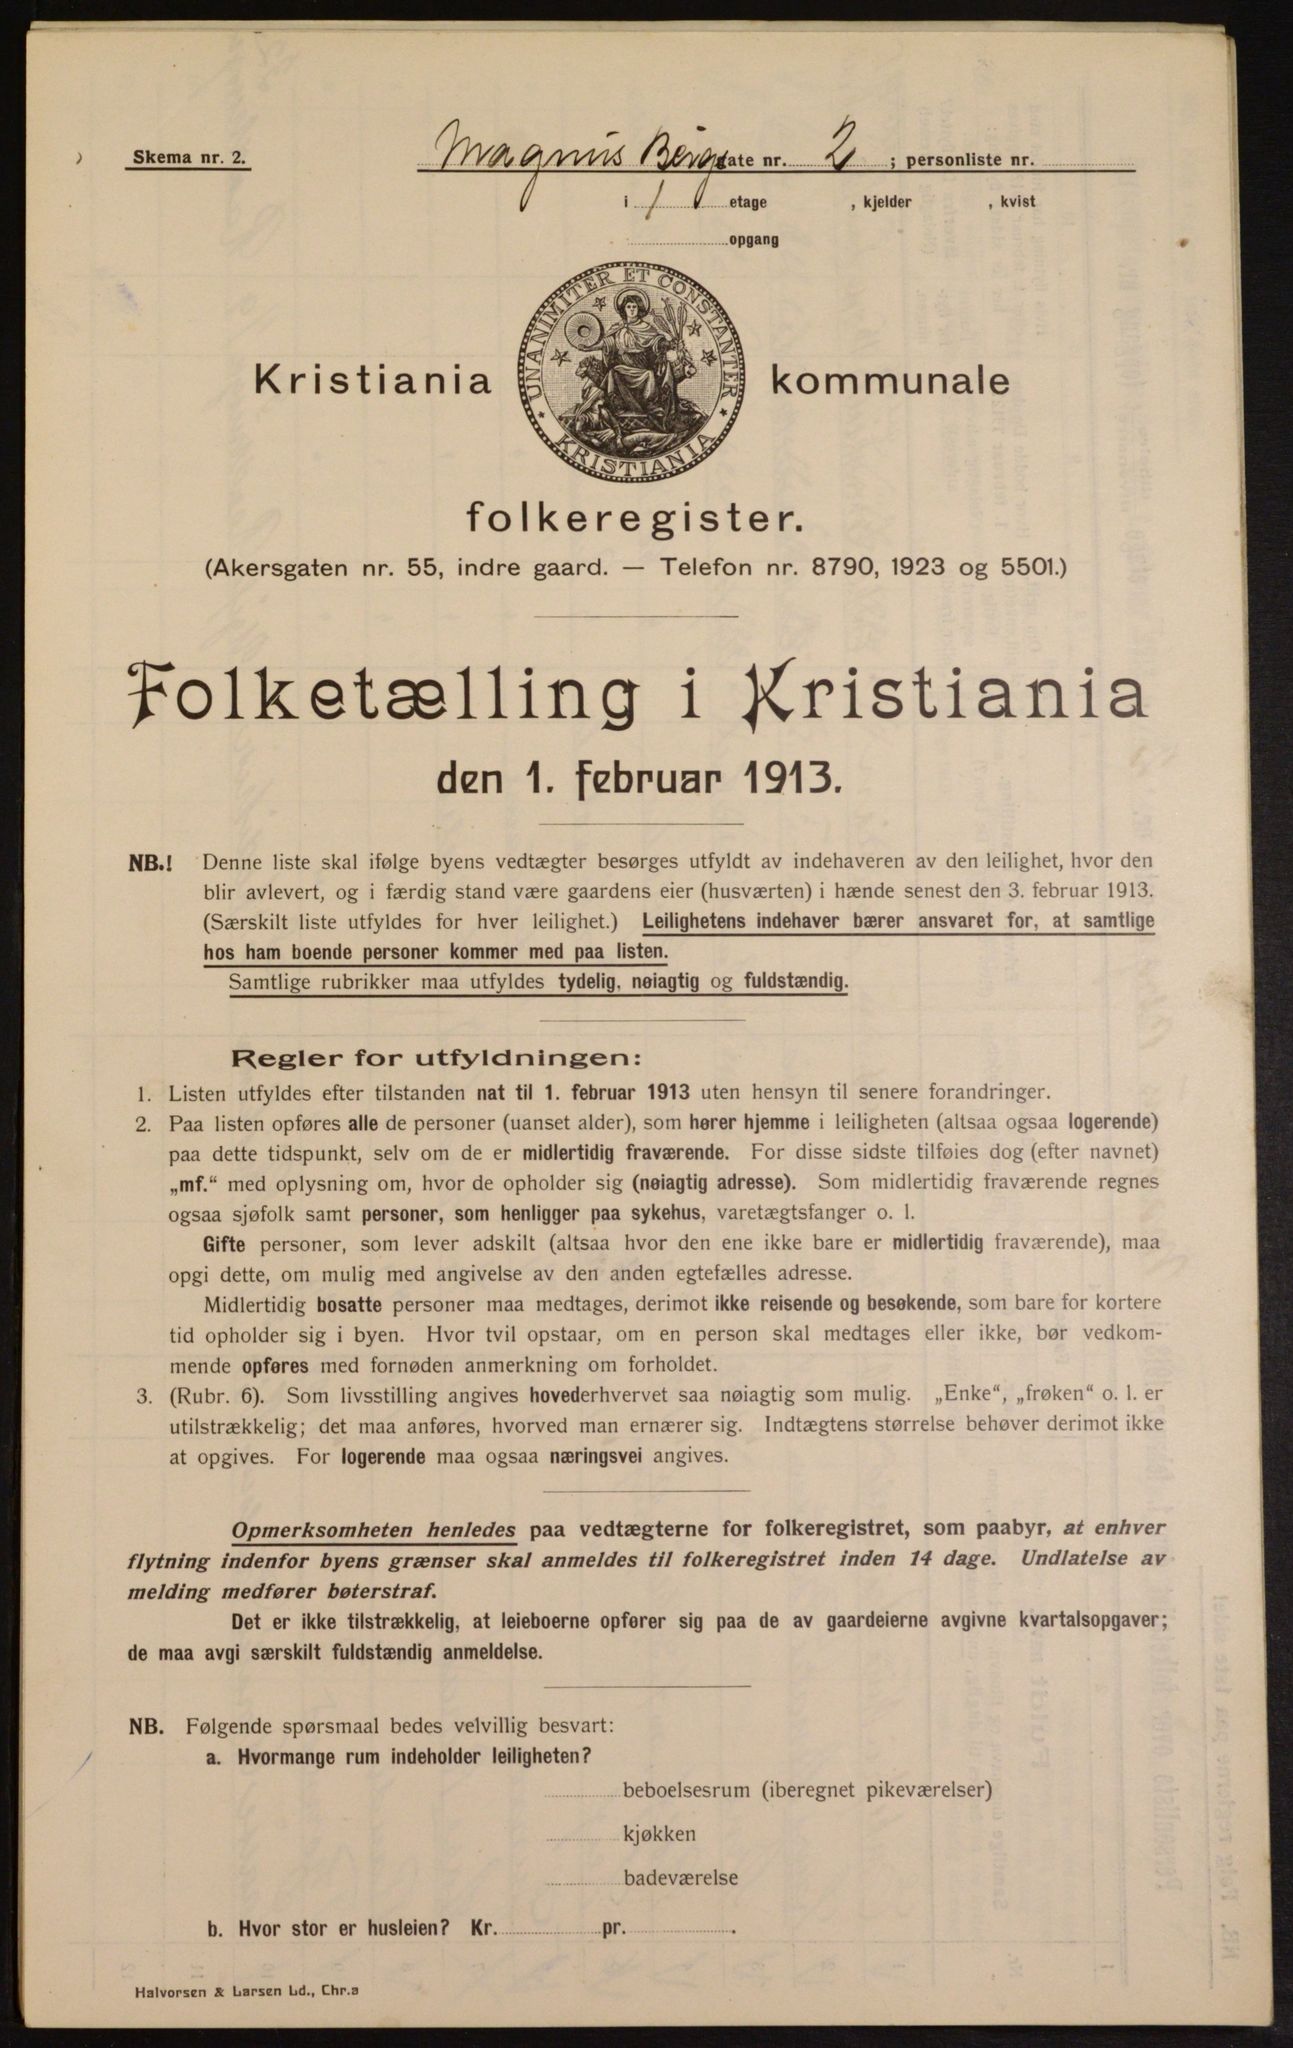 Skema nr. 2.
Magnus Bergs gate nr. 2 ; personliste nr.
i 1 etage , kjelder , kvist
opgang
UNANIMITER ET CONSTANTER
KRISTIANIA
Kristiania kommunale
folkeregister.
(Akersgaten nr. 55, indre gaard. — Telefon nr. 8790, 1923 og 5501.)
Folketælling i Kristiania
den 1. februar 1913.
NB.! Denne liste skal ifølge byens vedtægter besørges utfyldt av indehaveren av den leilighet, hvor den
blir avlevert, og i færdig stand være gaardens eier (husværten) i hænde senest den 3. februar 1913.
(Særskilt liste utfyldes for hver leilighet.) Leilighetens indehaver bærer ansvaret for, at samtlige
hos ham boende personer kommer med paa listen.
Samtlige rubrikker maa utfyldes tydelig, nøiagtig og fuldstændig.
Regler for utfyldningen:
1. Listen utfyldes efter tilstanden nat til 1. februar 1913 uten hensyn til senere forandringer.
2. Paa listen opføres alle de personer (uanset alder), som hører hjemme i leiligheten (altsaa ogsaa logerende)
paa dette tidspunkt, selv om de er midlertidig fraværende. For disse sidste tilføies dog (efter navnet)
„mf.“ med oplysning om, hvor de opholder sig (nøiagtig adresse). Som midlertidig fraværende regnes
ogsaa sjøfolk samt personer, som henligger paa sykehus, varetægtsfanger o. l.
Gifte personer, som lever adskilt (altsaa hvor den ene ikke bare er midlertidig fraværende), maa
opgi dette, om mulig med angivelse av den anden egtefælles adresse.
Midlertidig bosatte personer maa medtages, derimot ikke reisende og besøkende, som bare for kortere
tid opholder sig i byen. Hvor tvil opstaar, om en person skal medtages eller ikke, bør vedkom-
mende opføres med fornøden anmerkning om forholdet.
3. (Rubr. 6). Som livsstilling angives hovederhvervet saa nøiagtig som mulig. „Enke“, „frøken“ o. l. er
utilstrækkelig; det maa anføres, hvorved man ernærer sig. Indtægtens størrelse behøver derimot ikke
at opgives. For logerende maa ogsaa næringsvei angives.
Opmerksomheten henledes paa vedtægterne for folkeregistret, som paabyr, at enhver
flytning indenfor byens grænser skal anmeldes til folkeregistret inden 14 dage. Undlatelse av
melding medfører bøterstraf.
Det er ikke tilstrækkelig, at leieboerne opfører sig paa de av gaardeierne avgivne kvartalsopgaver;
de maa avgi særskilt fuldstændig anmeldelse.
NB. Følgende spørsmaal bedes velvillig besvart:
a. Hvormange rum indeholder leiligheten?
beboelsesrum (iberegnet pikeværelser)
kjøkken
badeværelse
b. Hvor stor er husleien? Kr. pr. .
Halvorsen & Larsen Ld., Chr.a